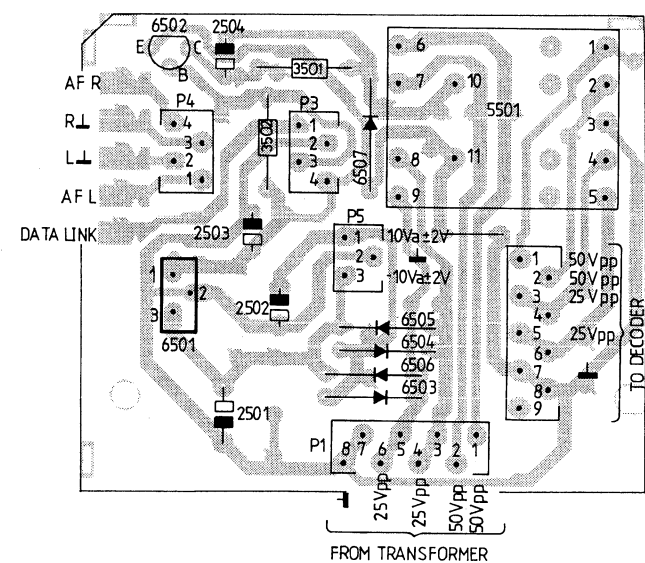 6502 2504
E C
B
3501
6 1
AF R
7 10 2
P4 P3
5501
R⊥
4 1
3
3 3502 2
L⊥
2 3
6507
8 11 4
1 4
AF L
9 5
P5
DATA LINK
2503
1 -10Va±2V
2
3 -10Va±2V
1
2
3
6501
2502
6505
6504
6506
6503
2501
1 50Vpp
2 50Vpp
3 25Vpp
4
5 25Vpp
6
7
8
9
TO DECODER
P1
8 7 6 5 4 3 2 1
25Vpp
25Vpp
50Vpp
50Vpp
FROM TRANSFORMER